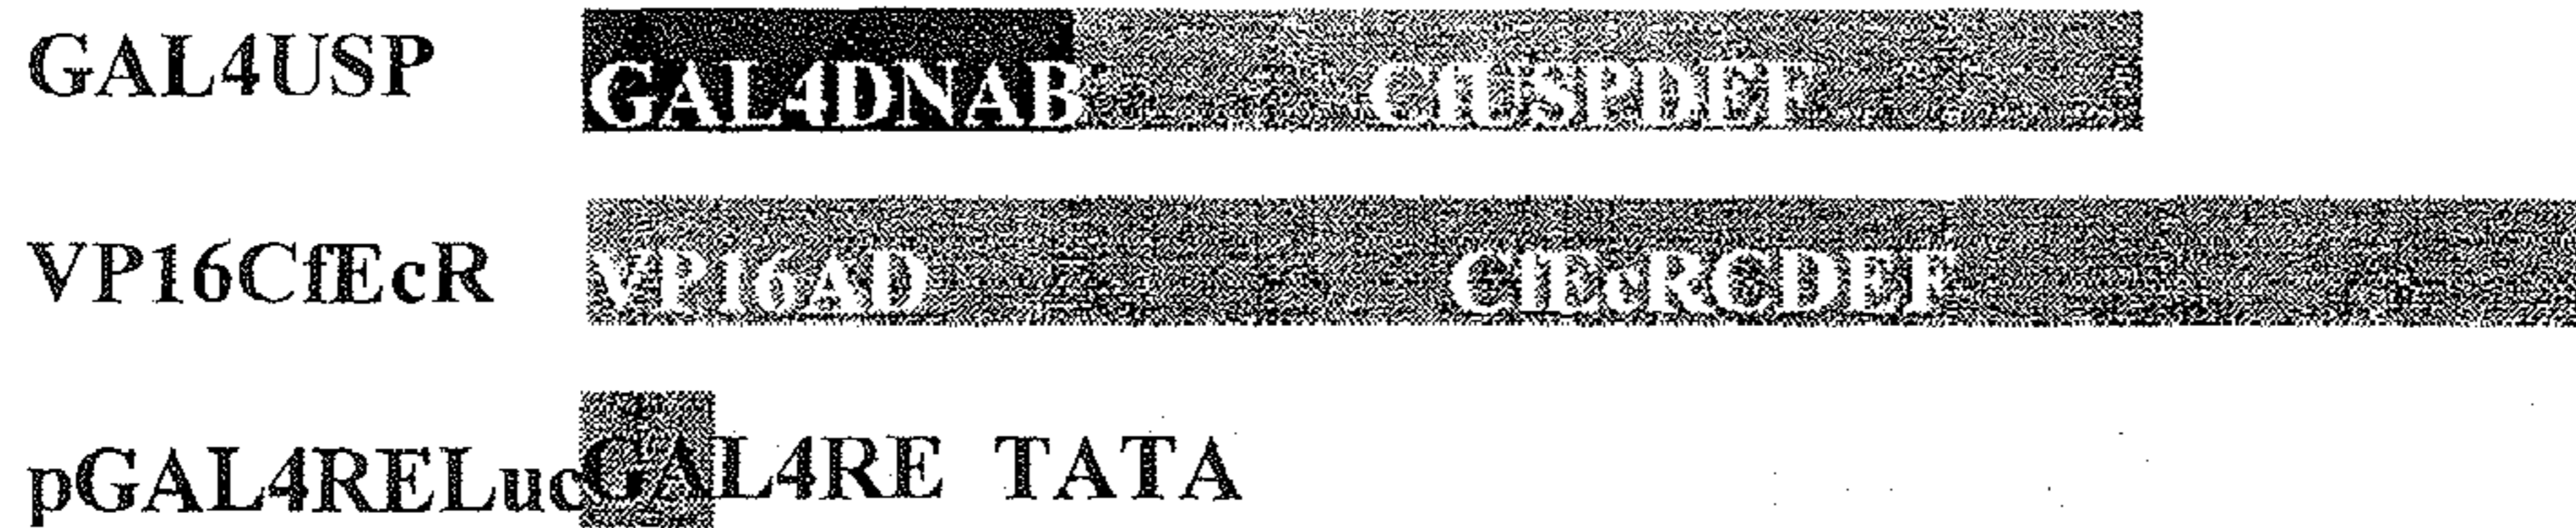 GAL4USP GAL4DNAB CfUSPDEF
VP16CfEcR VP16AD CfEcRCDEF
pGAL4RELuc GAL4RE TATA